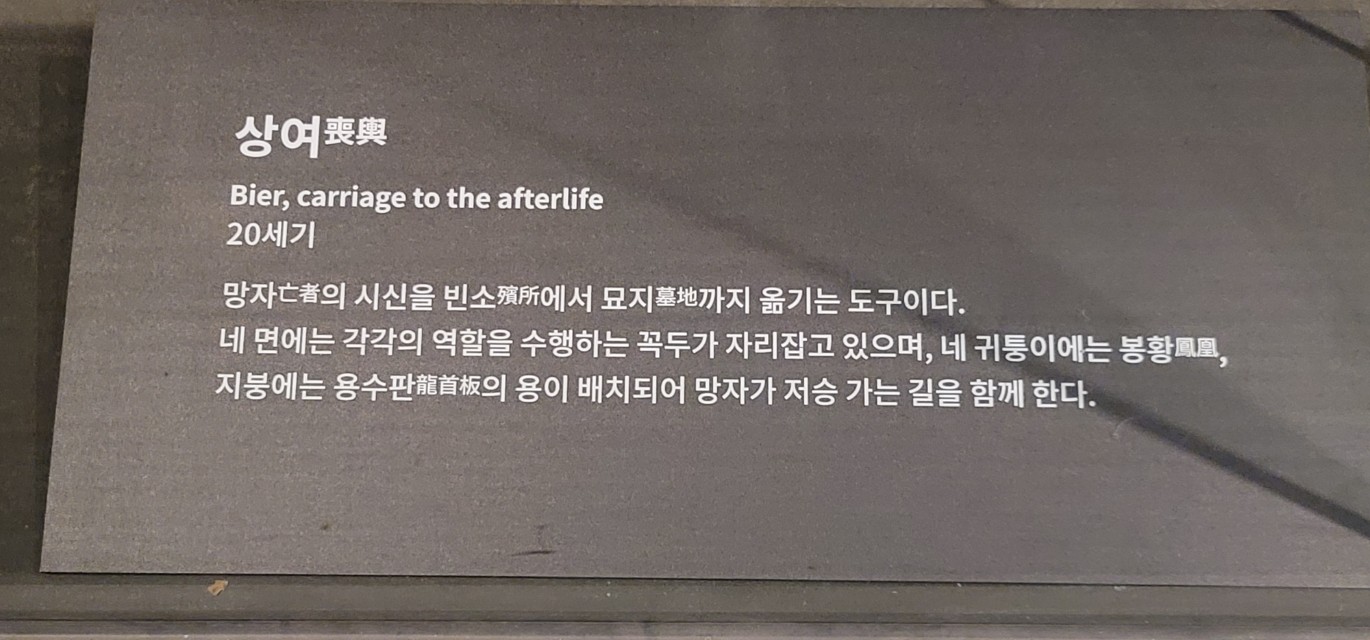 상여喪輿
Bier, carriage to the afterlife
20세기
망자亡者의 시신을 빈소殯所에서 묘지墓地까지 옮기는 도구이다.
네 면에는 각각의 역할을 수행하는 꼭두가 자리잡고 있으며, 네 귀퉁이에는 봉황鳳凰,
지붕에는 용수판龍首板의 용이 배치되어 망자가 저승 가는 길을 함께 한다.